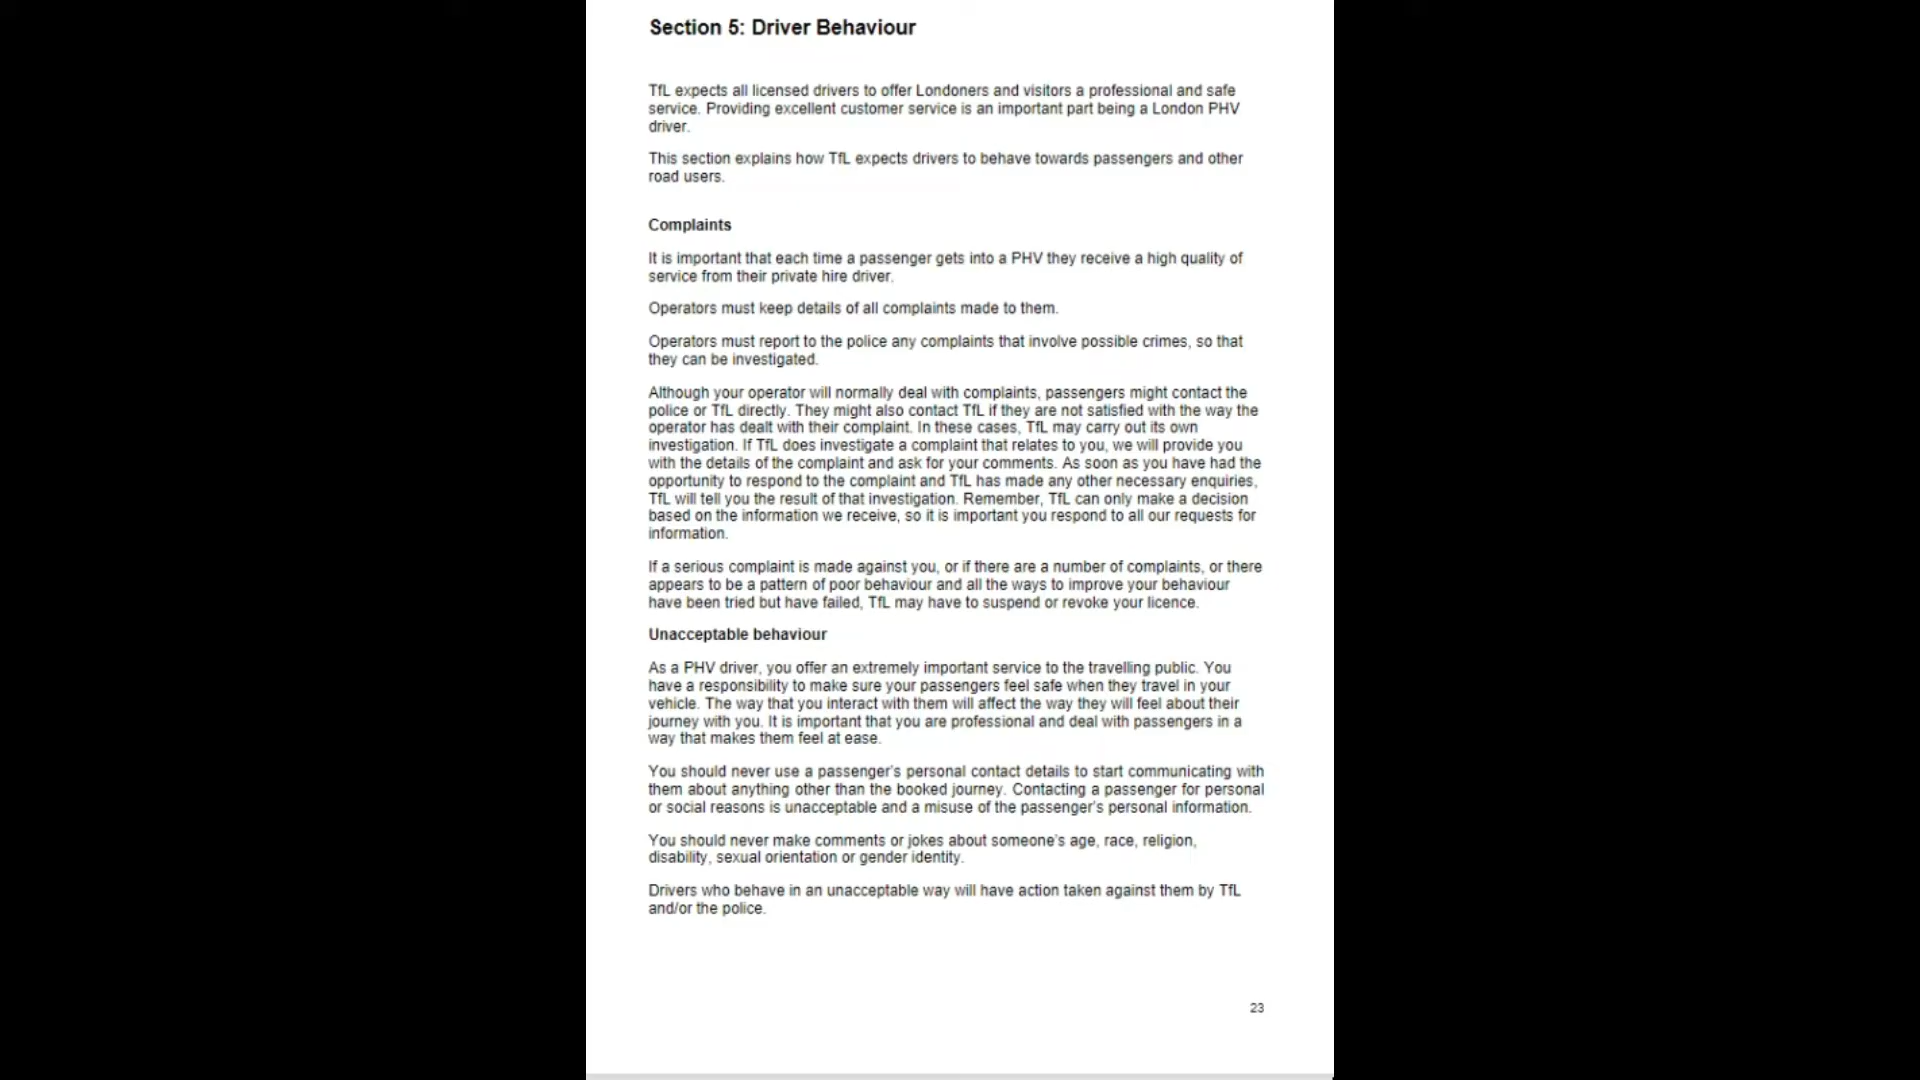 Section 5: Driver Behaviour
TfL expects all licensed drivers to offer Londoners and visitors a professional and safe
service. Providing excellent customer service is an important part being a London PHV
driver.
This section explains how TfL expects drivers to behave towards passengers and other
road users.
Complaints
It is important that each time a passenger gets into a PHV they receive a high quality of
service from their private hire driver.
Operators must keep details of all complaints made to them.
Operators must report to the police any complaints that involve possible crimes, so that
they can be investigated.
Although your operator will normally deal with complaints, passengers might contact the
police or TfL directly. They might also contact TfL if they are not satisfied with the way the
operator has dealt with their complaint. In these cases, TfL may carry out its own
investigation. If TfL does investigate a complaint that relates to you, we will provide you
with the details of the complaint and ask for your comments. As soon as you have had the
opportunity to respond to the complaint and TfL has made any other necessary enquiries,
TfL will tell you the result of that investigation. Remember, TfL can only make a decision
based on the information we receive, so it is important you respond to all our requests for
information.
If a serious complaint is made against you, or if there are a number of complaints, or there
appears to be a pattern of poor behaviour and all the ways to improve your behaviour
have been tried but have failed, TfL may have to suspend or revoke your licence.
Unacceptable behaviour
As a PHV driver, you offer an extremely important service to the travelling public. You
have a responsibility to make sure your passengers feel safe when they travel in your
vehicle. The way that you interact with them will affect the way they will feel about their
journey with you. It is important that you are professional and deal with passengers in a
way that makes them feel at ease.
You should never use a passenger's personal contact details to start communicating with
them about anything other than the booked journey. Contacting a passenger for personal
or social reasons is unacceptable and a misuse of the passenger's personal information.
You should never make comments or jokes about someone's age, race, religion,
disability, sexual orientation or gender identity.
Drivers who behave in an unacceptable way will have action taken against them by TfL
and/or the police.
23